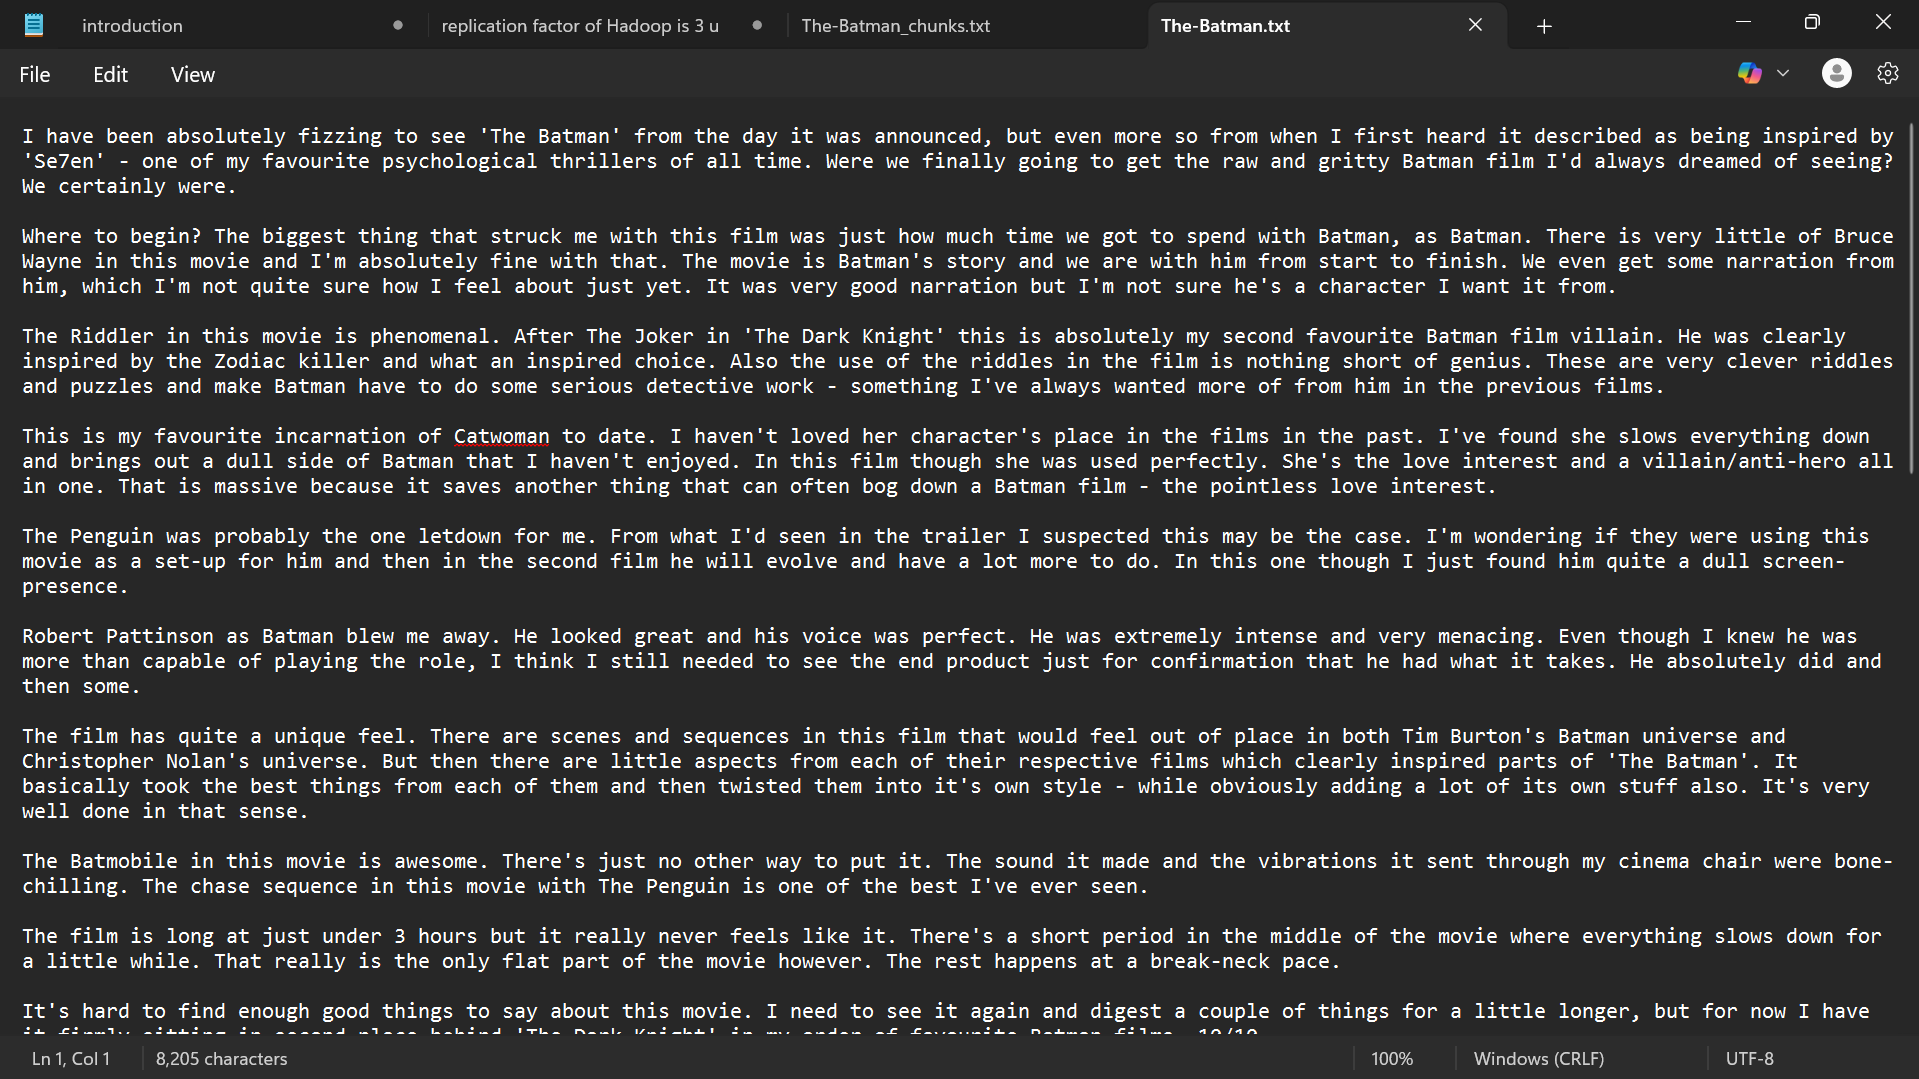 introduction
replication factor of Hadoop is 3 u
The-Batman_chunks.txt
The-Batman.txt
File Edit View
I have been absolutely fizzing to see 'The Batman' from the day it was announced, but even more so from when I first heard it described as being inspired by
'Se7en' - one of my favourite psychological thrillers of all time. Were we finally going to get the raw and gritty Batman film I'd always dreamed of seeing?
We certainly were.
Where to begin? The biggest thing that struck me with this film was just how much time we got to spend with Batman, as Batman. There is very little of Bruce
Wayne in this movie and I'm absolutely fine with that. The movie is Batman's story and we are with him from start to finish. We even get some narration from
him, which I'm not quite sure how I feel about just yet. It was very good narration but I'm not sure he's a character I want it from.
The Riddler in this movie is phenomenal. After The Joker in 'The Dark Knight' this is absolutely my second favourite Batman film villain. He was clearly
inspired by the Zodiac killer and what an inspired choice. Also the use of the riddles in the film is nothing short of genius. These are very clever riddles
and puzzles and make Batman have to do some serious detective work - something I've always wanted more of from him in the previous films.
This is my favourite incarnation of Catwoman to date. I haven't loved her character's place in the films in the past. I've found she slows everything down
and brings out a dull side of Batman that I haven't enjoyed. In this film though she was used perfectly. She's the love interest and a villain/anti-hero all
in one. That is massive because it saves another thing that can often bog down a Batman film - the pointless love interest.
The Penguin was probably the one letdown for me. From what I'd seen in the trailer I suspected this may be the case. I'm wondering if they were using this
movie as a set-up for him and then in the second film he will evolve and have a lot more to do. In this one though I just found him quite a dull screen-
presence.
Robert Pattinson as Batman blew me away. He looked great and his voice was perfect. He was extremely intense and very menacing. Even though I knew he was
more than capable of playing the role, I think I still needed to see the end product just for confirmation that he had what it takes. He absolutely did and
then some.
The film has quite a unique feel. There are scenes and sequences in this film that would feel out of place in both Tim Burton's Batman universe and
Christopher Nolan's universe. But then there are little aspects from each of their respective films which clearly inspired parts of 'The Batman'. It
basically took the best things from each of them and then twisted them into it's own style - while obviously adding a lot of its own stuff also. It's very
well done in that sense.
The Batmobile in this movie is awesome. There's just no other way to put it. The sound it made and the vibrations it sent through my cinema chair were bone-
chilling. The chase sequence in this movie with The Penguin is one of the best I've ever seen.
The film is long at just under 3 hours but it really never feels like it. There's a short period in the middle of the movie where everything slows down for
a little while. That really is the only flat part of the movie however. The rest happens at a break-neck pace.
It's hard to find enough good things to say about this movie. I need to see it again and digest a couple of things for a little longer, but for now I have
it firmly sitting in second place behind 'The Dark Knight' in my order of favourite Batman films. 10/10
Ln 1, Col 1
8,205 characters
100%
Windows (CRLF)
UTF-8